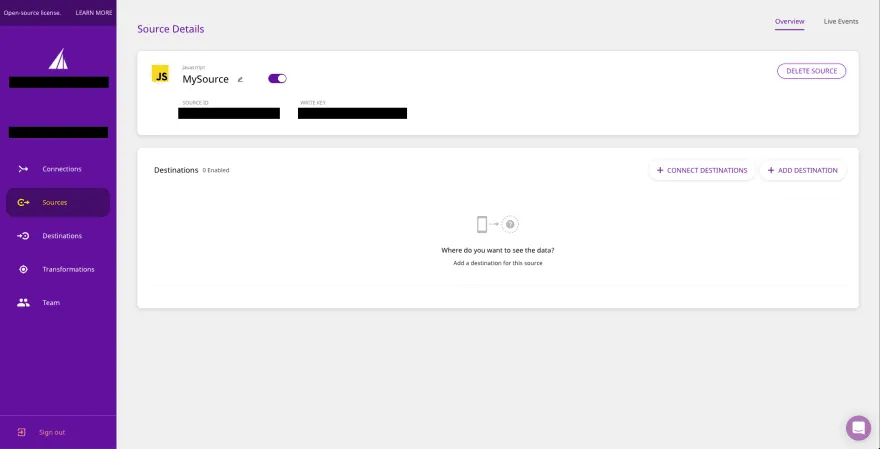 Open-source license. LEARN MORE
Connections
Sources
Destinations
Transformations
Team
Sign out
Source Details
Overview Live Events
JS
Javascript
MySource
DELETE SOURCE
SOURCE ID WRITE KEY
Destinations 0 Enabled
CONNECT DESTINATIONS ADD DESTINATION
Where do you want to see the data?
Add a destination for this source